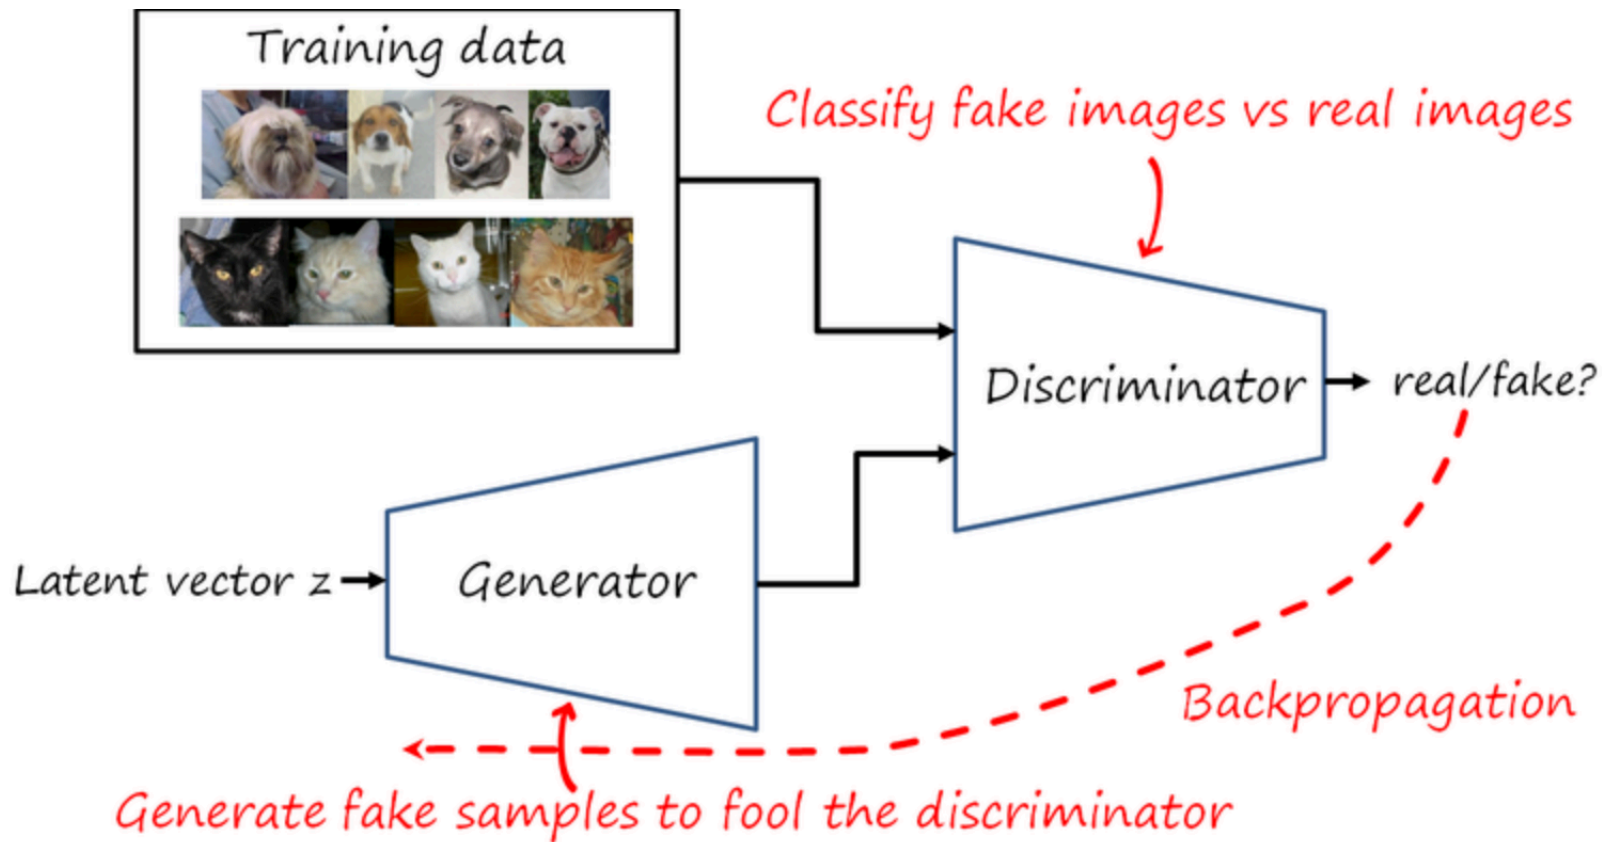 Training data
Classify fake images vs real images
Discriminator
real/fake?
Latent vector z
Generator
Backpropagation
Generate fake samples to fool the discriminator